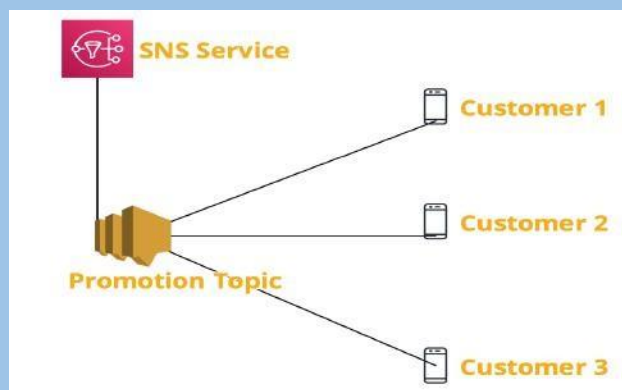 SNS Service
Customer 1
Customer 2
Promotion Topic
Customer 3